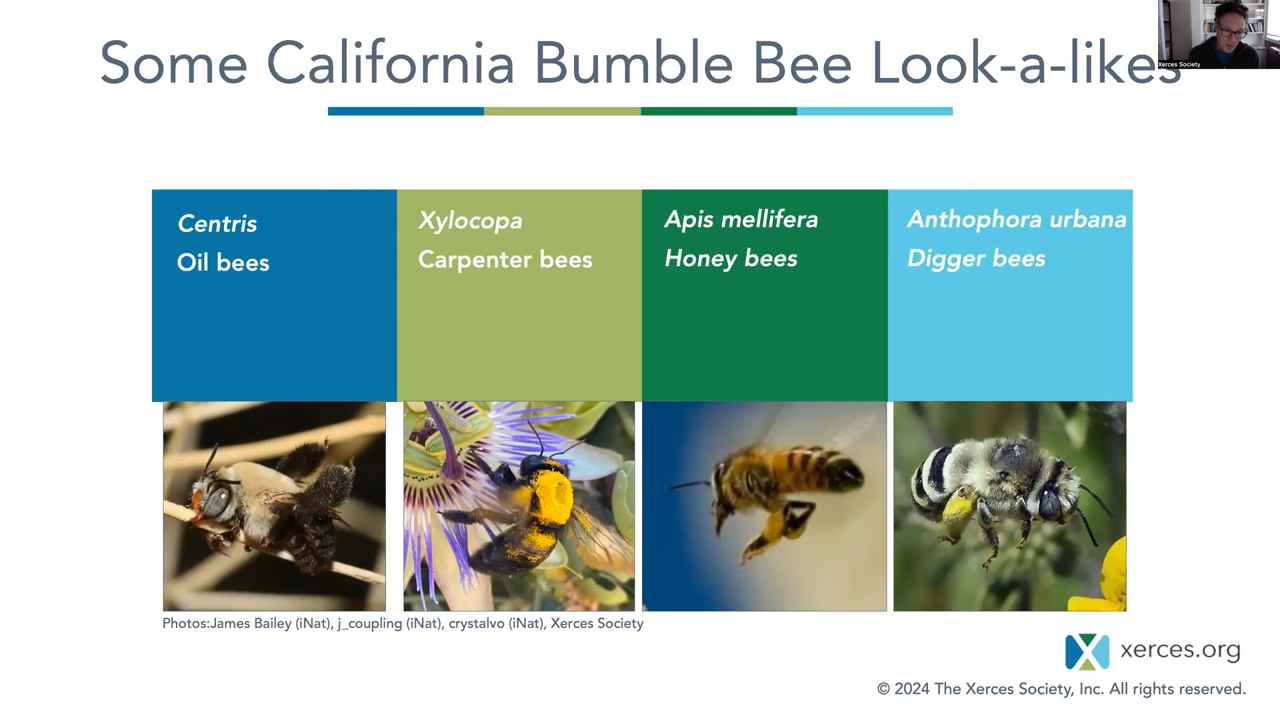 Some California Bumble Bee Look-a-likes
Xerces Society
Centris
Oil bees
Xylocopa
Carpenter bees
Apis mellifera
Honey bees
Anthophora urbana
Digger bees
Photos:James Bailey (iNat), j_coupling (iNat), crystalvo (iNat), Xerces Society
xerces.org
© 2024 The Xerces Society, Inc. All rights reserved.